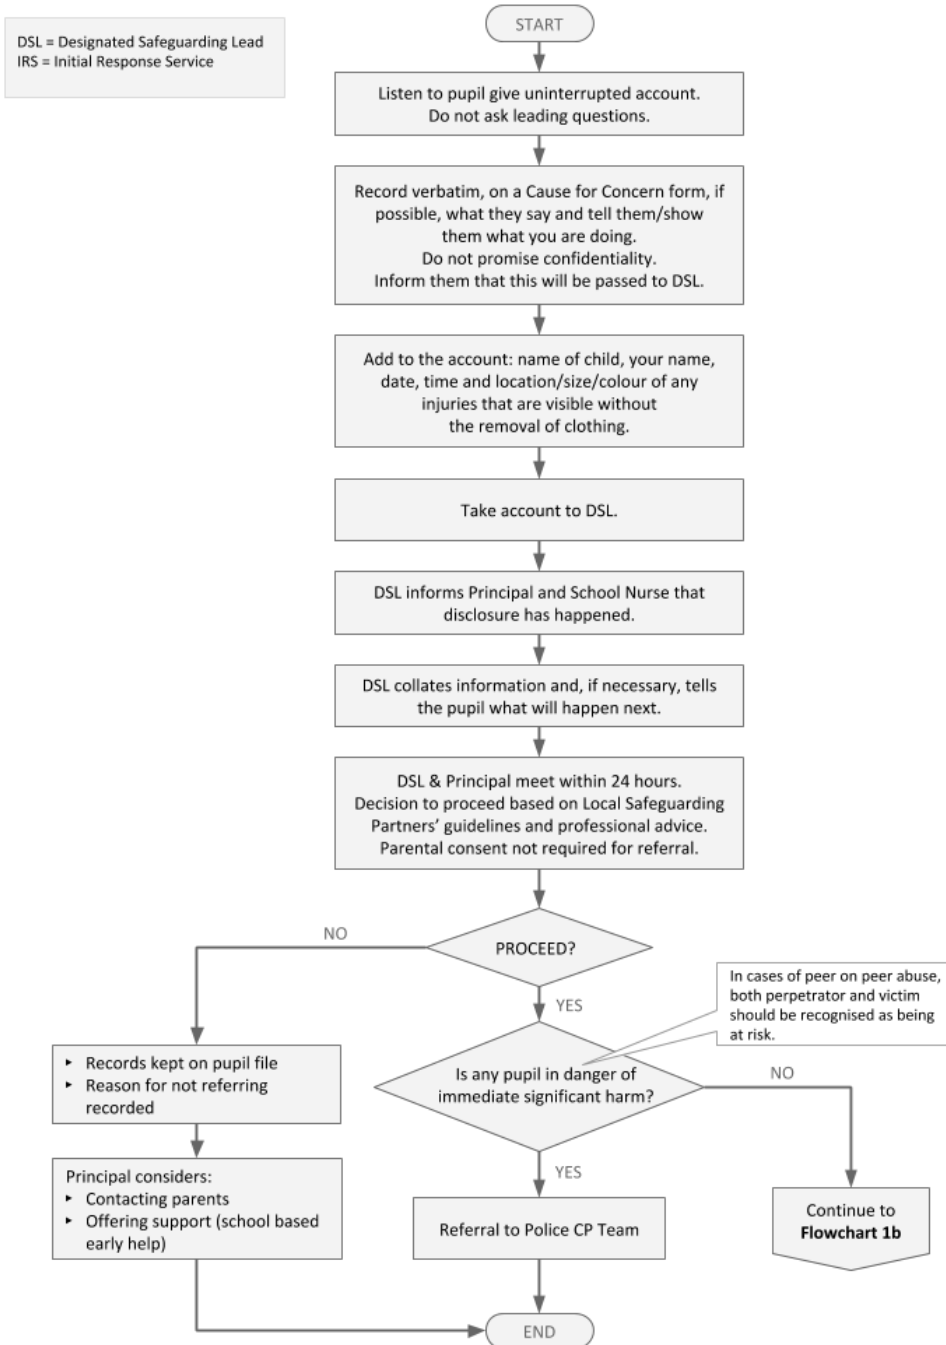 START
DSL = Designated Safeguarding Lead
IRS = Initial Response Service
Listen to pupil give uninterrupted account.
Do not ask leading questions.
Record verbatim, on a Cause for Concern form, if
possible, what they say and tell them/show
them what you are doing.
Do not promise confidentiality.
Inform them that this will be passed to DSL.
Add to the account: name of child, your name,
date, time and location/size/colour of any
injuries that are visible without
the removal of clothing.
Take account to DSL.
DSL informs Principal and School Nurse that
disclosure has happened.
DSL collates information and, if necessary, tells
the pupil what will happen next.
DSL & Principal meet within 24 hours.
Decision to proceed based on Local Safeguarding
Partners’ guidelines and professional advice.
Parental consent not required for referral.
PROCEED?
NO
YES
In cases of peer on peer abuse,
both perpetrator and victim
should be recognised as being
at risk.
Is any pupil in danger of
immediate significant harm?
NO
YES
▸ Records kept on pupil file
▸ Reason for not referring
recorded
Principal considers:
▸ Contacting parents
▸ Offering support (school based
early help)
Referral to Police CP Team
Continue to
Flowchart 1b
END